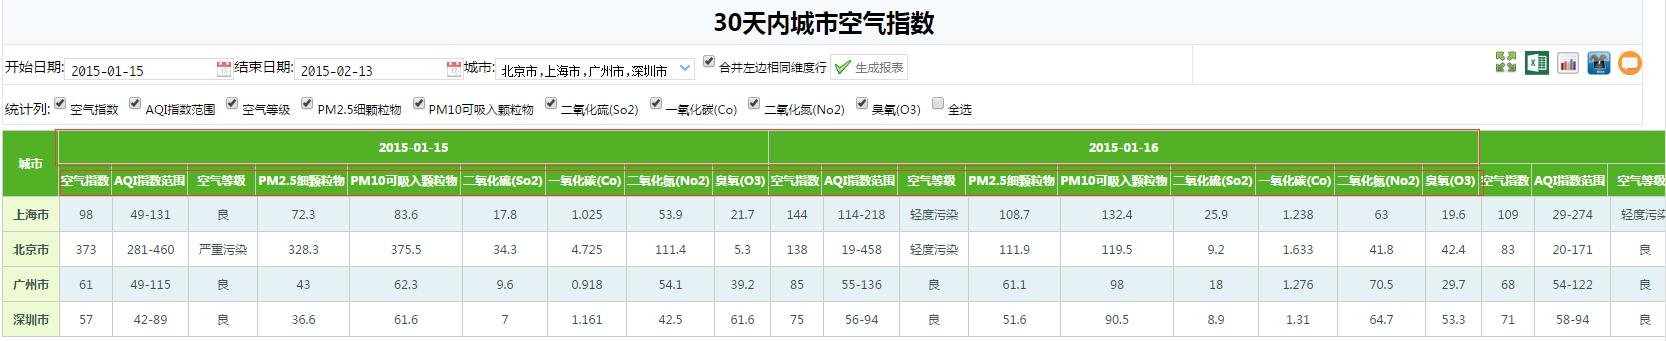 30天内城市空气指数
开始日期: 2015-01-15 结束日期: 2015-02-13 城市: 北京市,上海市,广州市,深圳市 合并左边相同维度行 生成报表
统计列: 空气指数 AQI指数范围 空气等级 PM2.5细颗粒物 PM10可吸入颗粒物 二氧化硫(So2) 一氧化碳(Co) 二氧化氮(No2) 臭氧(O3) 全选
城市 2015-01-15 2015-01-16
空气指数 AQI指数范围 空气等级 PM2.5细颗粒物 PM10可吸入颗粒物 二氧化硫(So2) 一氧化碳(Co) 二氧化氮(No2) 臭氧(O3) 空气指数 AQI指数范围 空气等级 PM2.5细颗粒物 PM10可吸入颗粒物 二氧化硫(So2) 一氧化碳(Co) 二氧化氮(No2) 臭氧(O3) 空气指数 AQI指数范围 空气等级
上海市 98 49-131 良 72.3 83.6 17.8 1.025 53.9 21.7 144 114-218 轻度污染 108.7 132.4 25.9 1.238 63 19.6 109 29-274 轻度污染
北京市 373 281-460 严重污染 328.3 375.5 34.3 4.725 111.4 5.3 138 19-458 轻度污染 111.9 119.5 9.2 1.633 41.8 42.4 83 20-171 良
广州市 61 49-115 良 43 62.3 9.6 0.918 54.1 39.2 85 55-136 良 61.1 98 18 1.276 70.5 29.7 68 54-122 良
深圳市 57 42-89 良 36.6 61.6 7 1.161 42.5 61.6 75 56-94 良 51.6 90.5 8.9 1.31 64.7 53.3 71 58-94 良